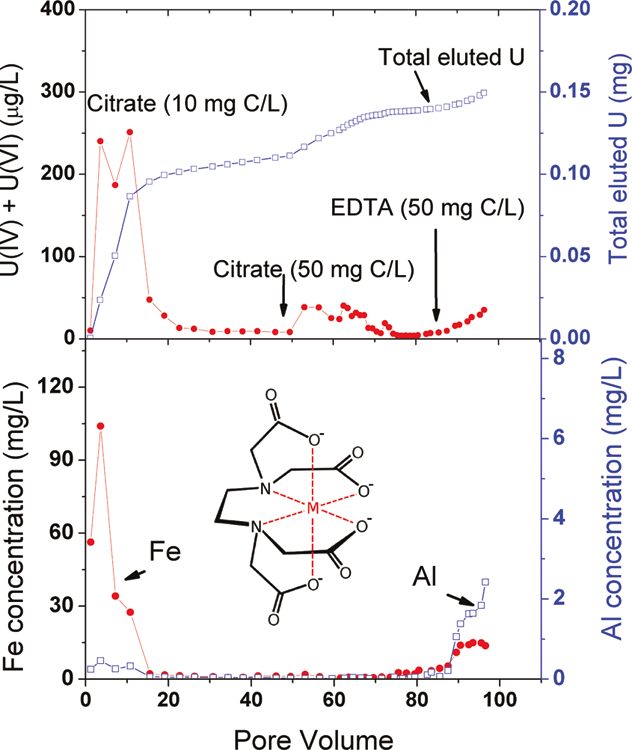 400
300
200
100
0
U(IV) + U(VI) (µg/L)
0.20
0.15
0.10
0.05
0.00
Total eluted U (mg)
Total eluted U
Citrate (10 mg C/L)
EDTA (50 mg C/L)
Citrate (50 mg C/L)
120
90
60
30
0
Fe concentration (mg/L)
8
6
4
2
0
Al concentration (mg/L)
O
O-
O
N
O-
M
N
O-
O
O-
O
Fe
Al
0 20 40 60 80 100
Pore Volume